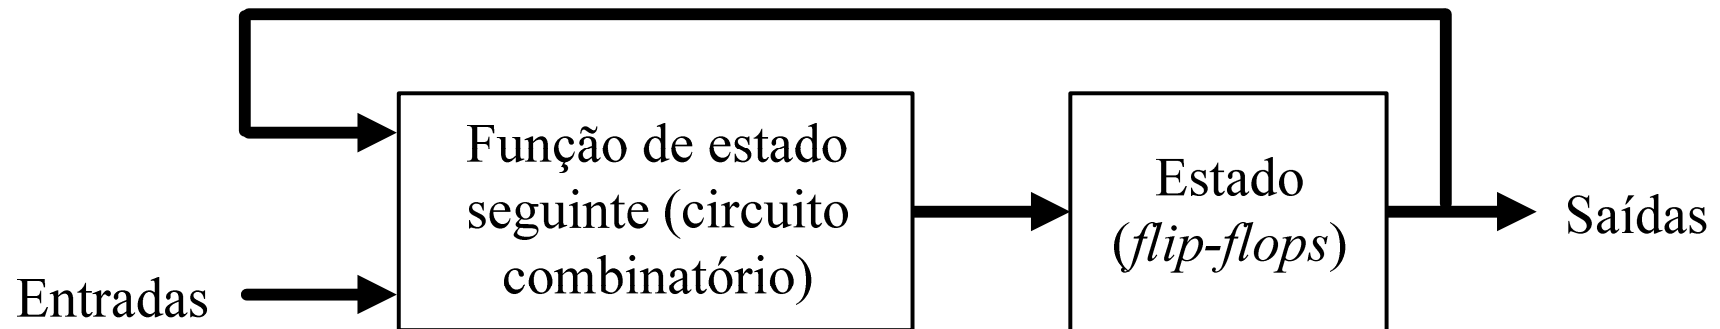 Função de estado
seguinte (circuito
combinatório)
Estado
(flip-flops)
Saídas
Entradas